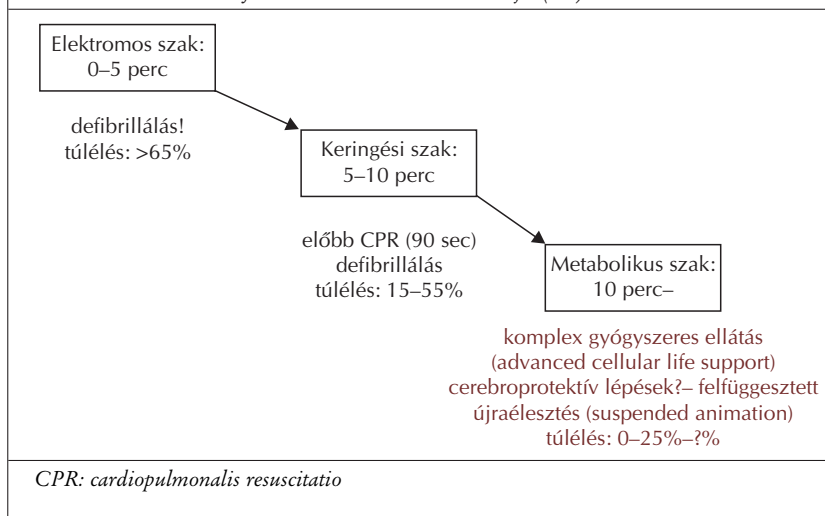 Elektromos szak:
0–5 perc
defibrillálás!
túlélés: >65%
Keringési szak:
5–10 perc
előbb CPR (90 sec)
defibrillálás
túlélés: 15–55%
Metabolikus szak:
10 perc–
komplex gyógyszeres ellátás
(advanced cellular life support)
cerebroprotektív lépések?– felfüggesztett
újraélesztés (suspended animation)
túlélés: 0–25%–?%
CPR: cardiopulmonalis resuscitatio